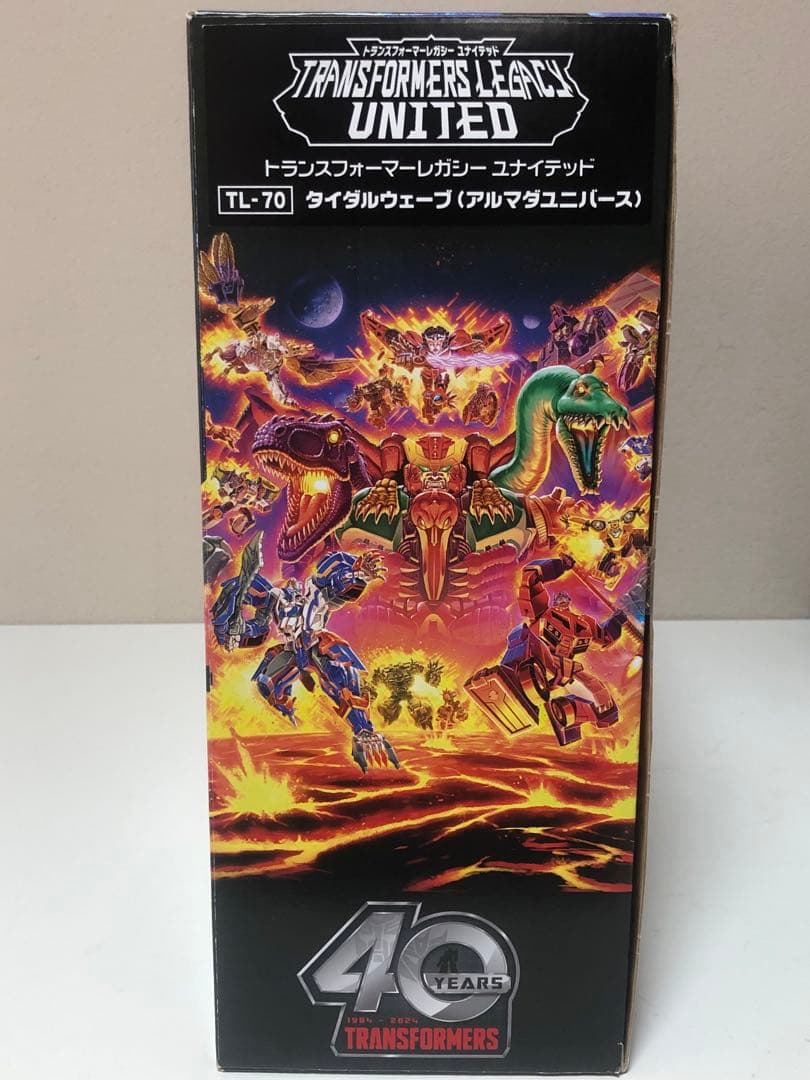 トランスフォーマーレガシー ユナイテッド
TRANSFORMERS LEGACY
UNITED
トランスフォーマーレガシー ユナイテッド
TL-70 タイダルウェーブ(アルマダユニバース)
40
YEARS
1984 - 2024
TRANSFORMERS